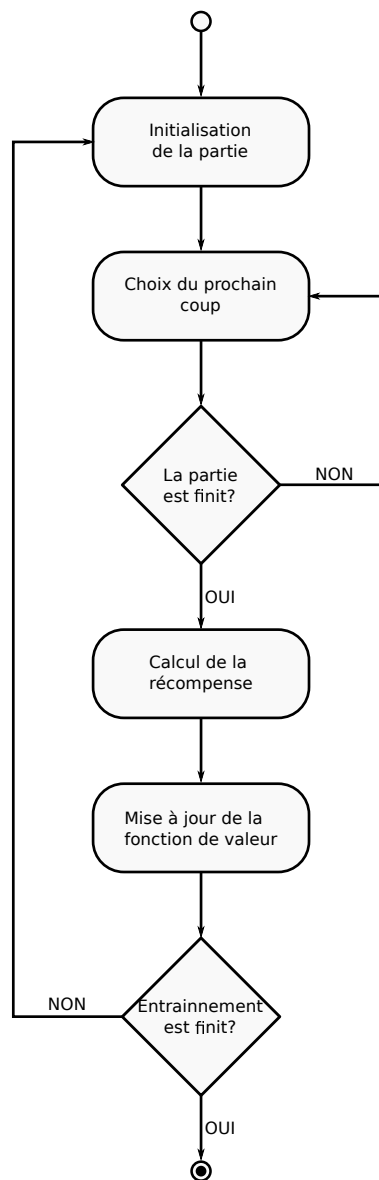 Initialisation
de la partie
Choix du prochain
coup
La partie
est finit?
NON
OUI
Calcul de la
récompense
Mise à jour de la
fonction de valeur
Entrainnement
est finit?
NON
OUI